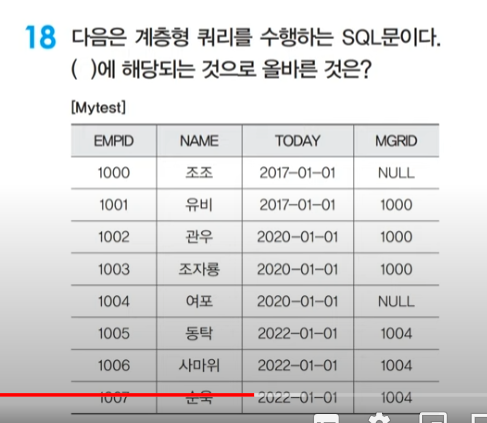 18 다음은 계층형 쿼리를 수행하는 SQL문이다.
( )에 해당되는 것으로 올바른 것은?
[Mytest]
EMPID NAME TODAY MGRID
1000 조조 2017-01-01 NULL
1001 유비 2017-01-01 1000
1002 관우 2020-01-01 1000
1003 조자룡 2020-01-01 1000
1004 여포 2020-01-01 NULL
1005 동탁 2022-01-01 1004
1006 사마위 2022-01-01 1004
1007 순욱 2022-01-01 1004